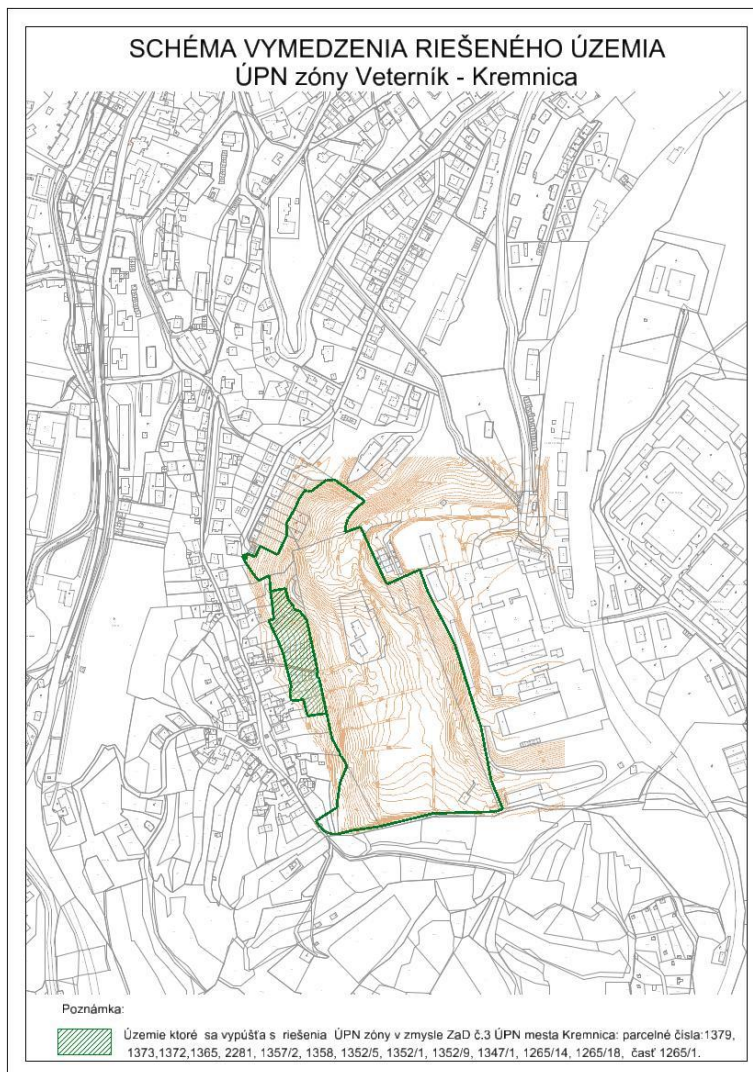 SCHÉMA VYMEDZENIA RIEŠENÉHO ÚZEMIA
ÚPN zóny Veterník - Kremnica
Poznámka:
Územie ktoré sa vypúšťa s riešenia ÚPN zóny v zmysle ZaD č.3 ÚPN mesta Kremnica: parcelné čísla:1379,
1373,1372,1365, 2281, 1357/2, 1358, 1352/5, 1352/1, 1352/9, 1347/1, 1265/14, 1265/18, časť 1265/1.